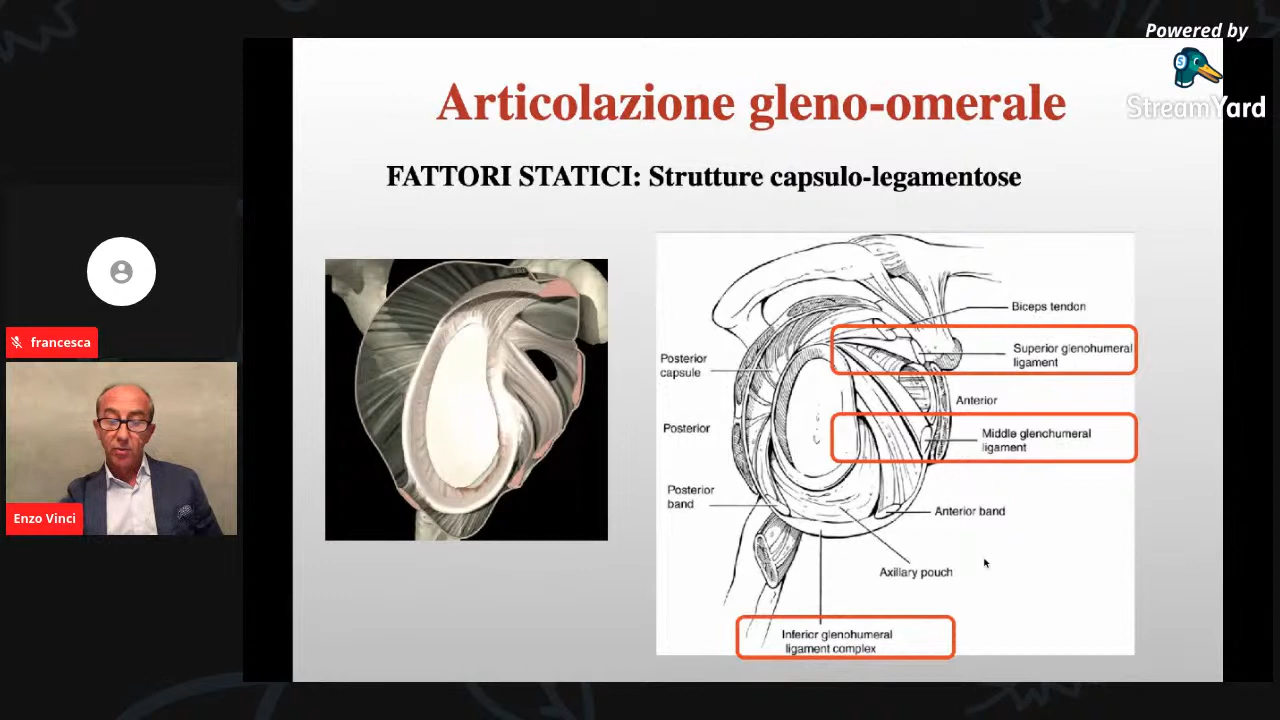 Powered by
StreamYard
Articolazione gleno-omerale
FATTORI STATICI: Strutture capsulo-legamentose
francesca
Enzo Vinci
Biceps tendon
Superior glenohumeral
ligament
Posterior
capsule
Anterior
Posterior
Middle glenohumeral
ligament
Posterior
band
Anterior band
Axillary pouch
Inferior glenohumeral
ligament complex